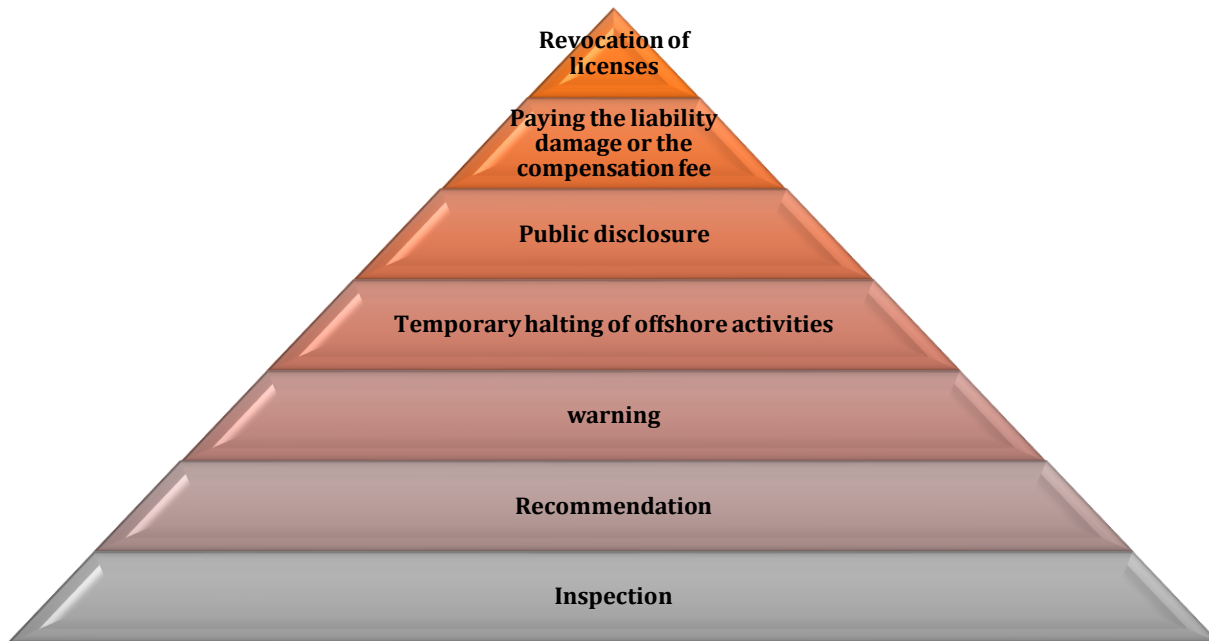 Revocation of
licenses
Paying the liability
damage or the
compensation fee
Public disclosure
Temporary halting of offshore activities
warning
Recommendation
Inspection